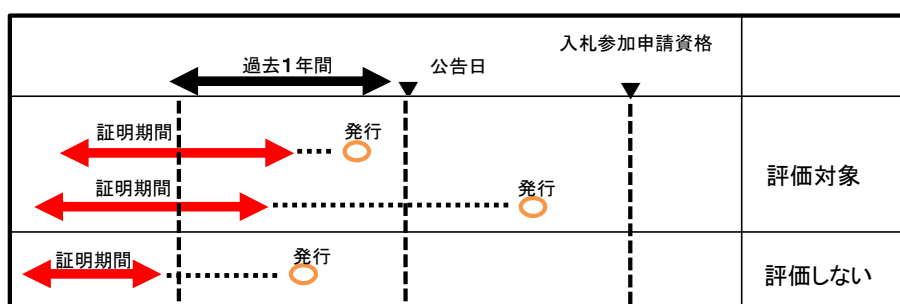 入札参加申請資格
過去1年間
公告日
証明期間
発行
証明期間
発行
評価対象
証明期間
発行
評価しない